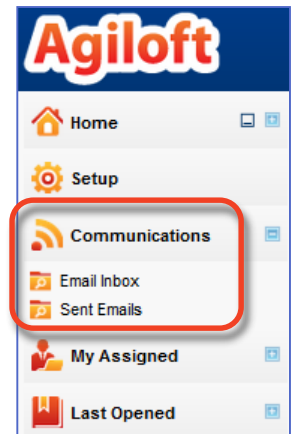 Agiloft
Home
Setup
Communications
Email Inbox
Sent Emails
My Assigned
Last Opened